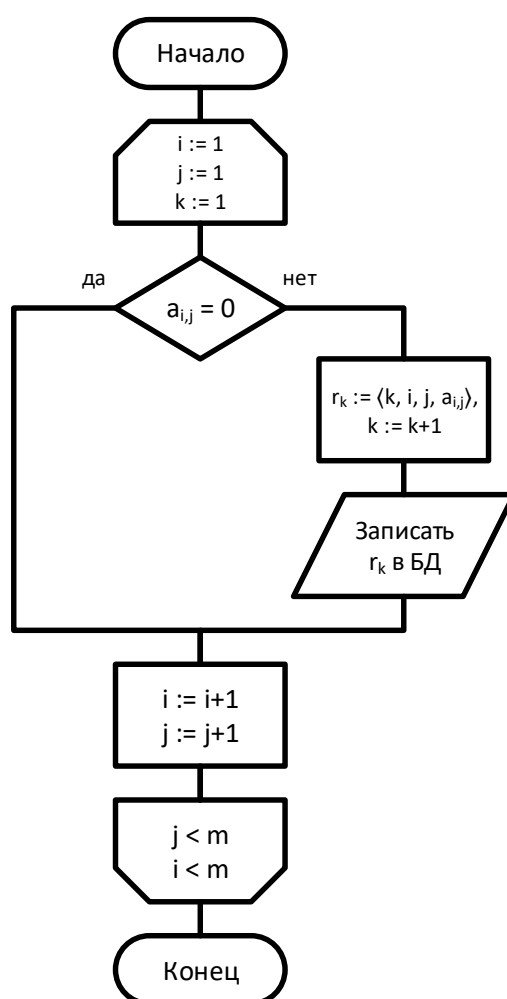 Начало
i := 1
j := 1
k := 1
да
нет
a_{i,j} = 0
r_k := ⟨k, i, j, a_{i,j}⟩,
k := k+1
Записать
r_k в БД
i := i+1
j := j+1
j < m
i < m
Конец